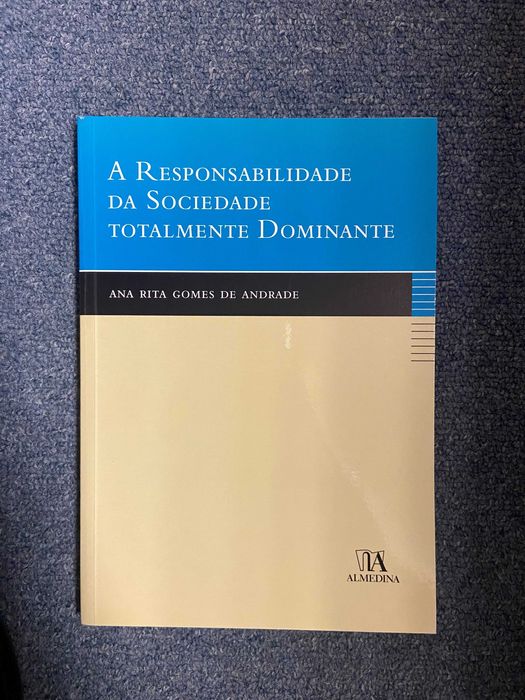 A Responsabilidade
da Sociedade
totalmente Dominante
ANA RITA GOMES DE ANDRADE
ALMEDINA